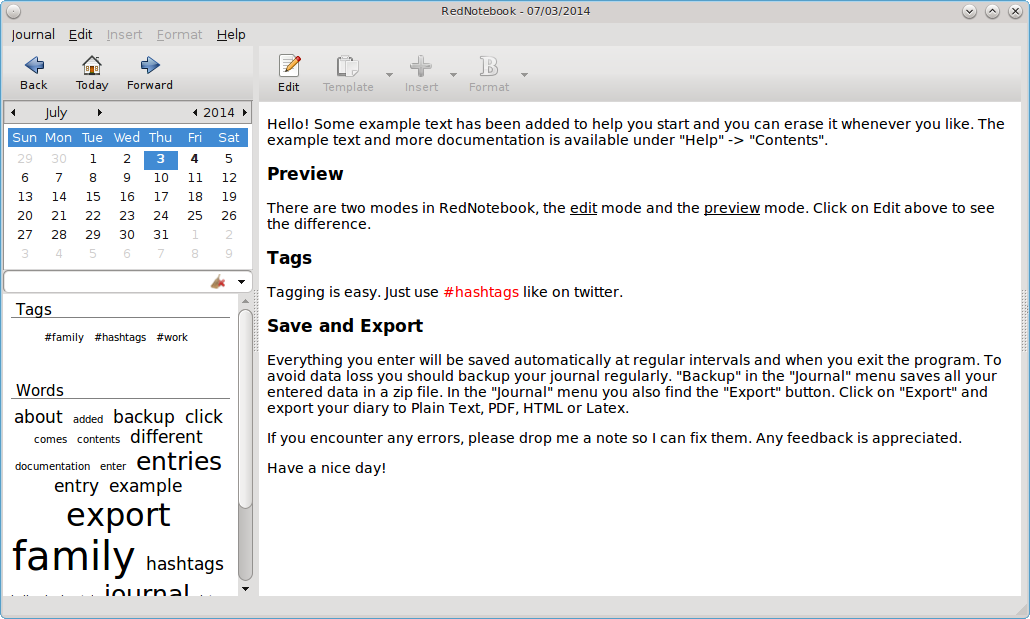 RedNotebook - 07/03/2014
Journal Edit Insert Format Help
Back Today Forward
Edit Template Insert Format
July 2014
Sun Mon Tue Wed Thu Fri Sat
29 30 1 2 3 4 5
6 7 8 9 10 11 12
13 14 15 16 17 18 19
20 21 22 23 24 25 26
27 28 29 30 31 1 2
3 4 5 6 7 8 9
Tags
#family #hashtags #work
Words
about added backup click
comes contents different
documentation enter entries
entry example
export
family hashtags
journal
Hello! Some example text has been added to help you start and you can erase it whenever you like. The
example text and more documentation is available under "Help" -> "Contents".
Preview
There are two modes in RedNotebook, the edit mode and the preview mode. Click on Edit above to see
the difference.
Tags
Tagging is easy. Just use #hashtags like on twitter.
Save and Export
Everything you enter will be saved automatically at regular intervals and when you exit the program. To
avoid data loss you should backup your journal regularly. "Backup" in the "Journal" menu saves all your
entered data in a zip file. In the "Journal" menu you also find the "Export" button. Click on "Export" and
export your diary to Plain Text, PDF, HTML or Latex.
If you encounter any errors, please drop me a note so I can fix them. Any feedback is appreciated.
Have a nice day!